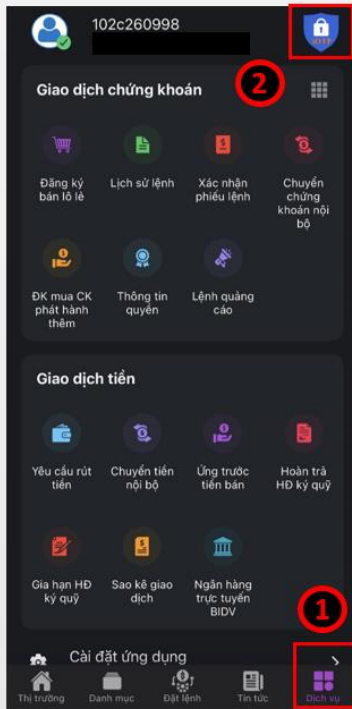 102c260998
iOTP
2
Giao dịch chứng khoán
Đăng ký
bán lô lẻ
Lịch sử lệnh
Xác nhận
phiếu lệnh
Chuyển
chứng
khoán nội
bộ
ĐK mua CK
phát hành
thêm
Thông tin
quyền
Lệnh quảng
cáo
Giao dịch tiền
Yêu cầu rút
tiền
Chuyển tiền
nội bộ
Ứng trước
tiền bán
Hoàn trả
HĐ ký quỹ
Gia hạn HĐ
ký quỹ
Sao kê giao
dịch
Ngân hàng
trực tuyến
BIDV
1
Cài đặt ứng dụng
Thị trường
Danh mục
Đặt lệnh
Tin tức
Dịch vụ